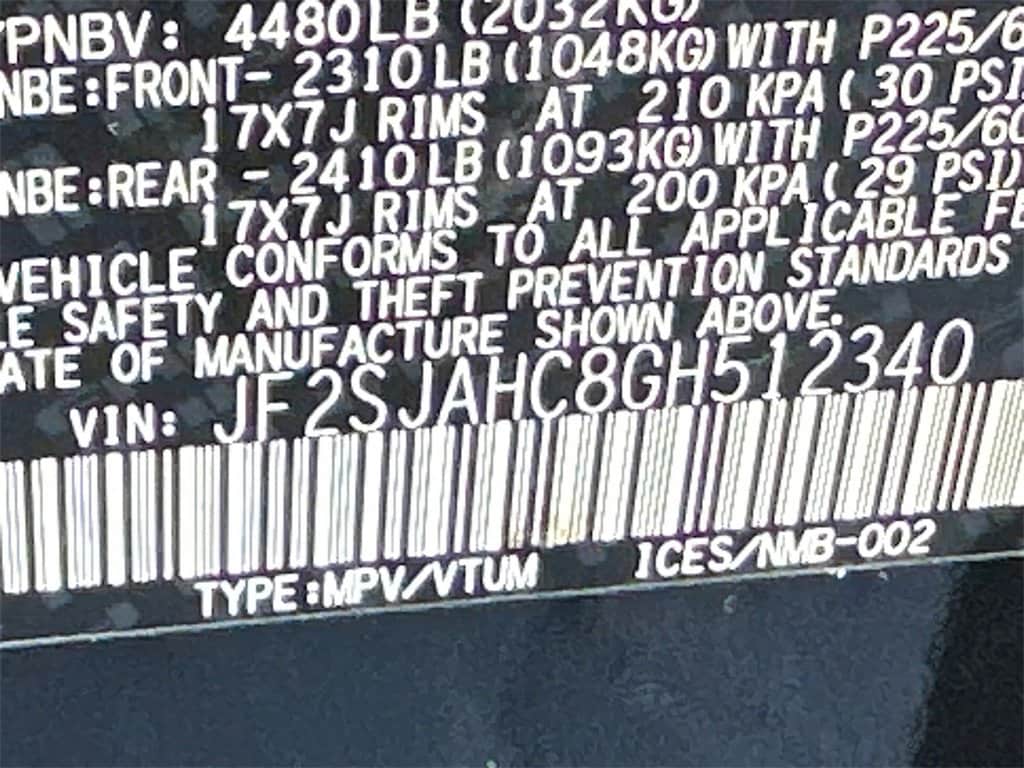 PNBV: 4480LB (2032KG)
NBE:FRONT- 2310LB (1048KG) WITH P225/6
17X7J RIMS AT 210 KPA ( 30 PSI
NBE:REAR - 2410LB (1093KG) WITH P225/60
17X7J RIMS AT 200 KPA ( 29 PSI)
VEHICLE CONFORMS TO ALL APPLICABLE FE
LE SAFETY AND THEFT PREVENTION STANDARDS
ATE OF MANUFACTURE SHOWN ABOVE.
VIN: JF2SJAHC8GH512340
TYPE:MPV/VTUM ICES/NMB-002